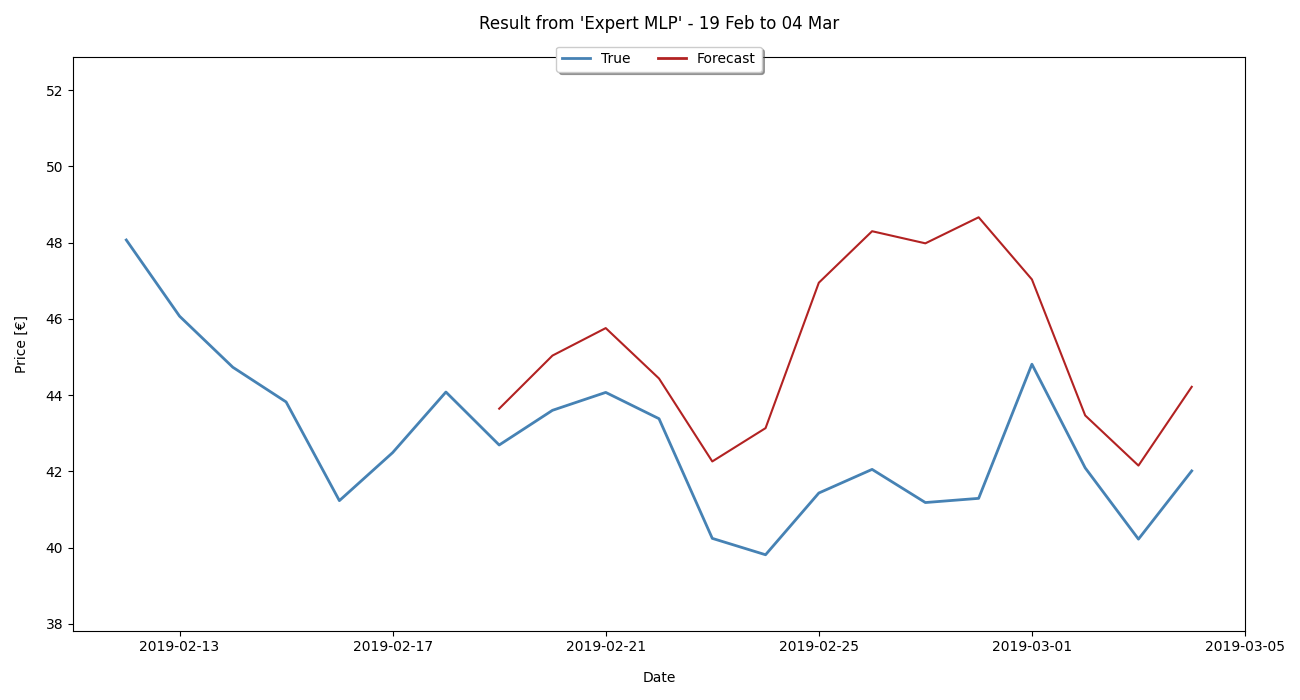 Result from 'Expert MLP' - 19 Feb to 04 Mar
True Forecast
52
50
48
46
44
42
40
38
Price [€]
2019-02-13 2019-02-17 2019-02-21 2019-02-25 2019-03-01 2019-03-05
Date